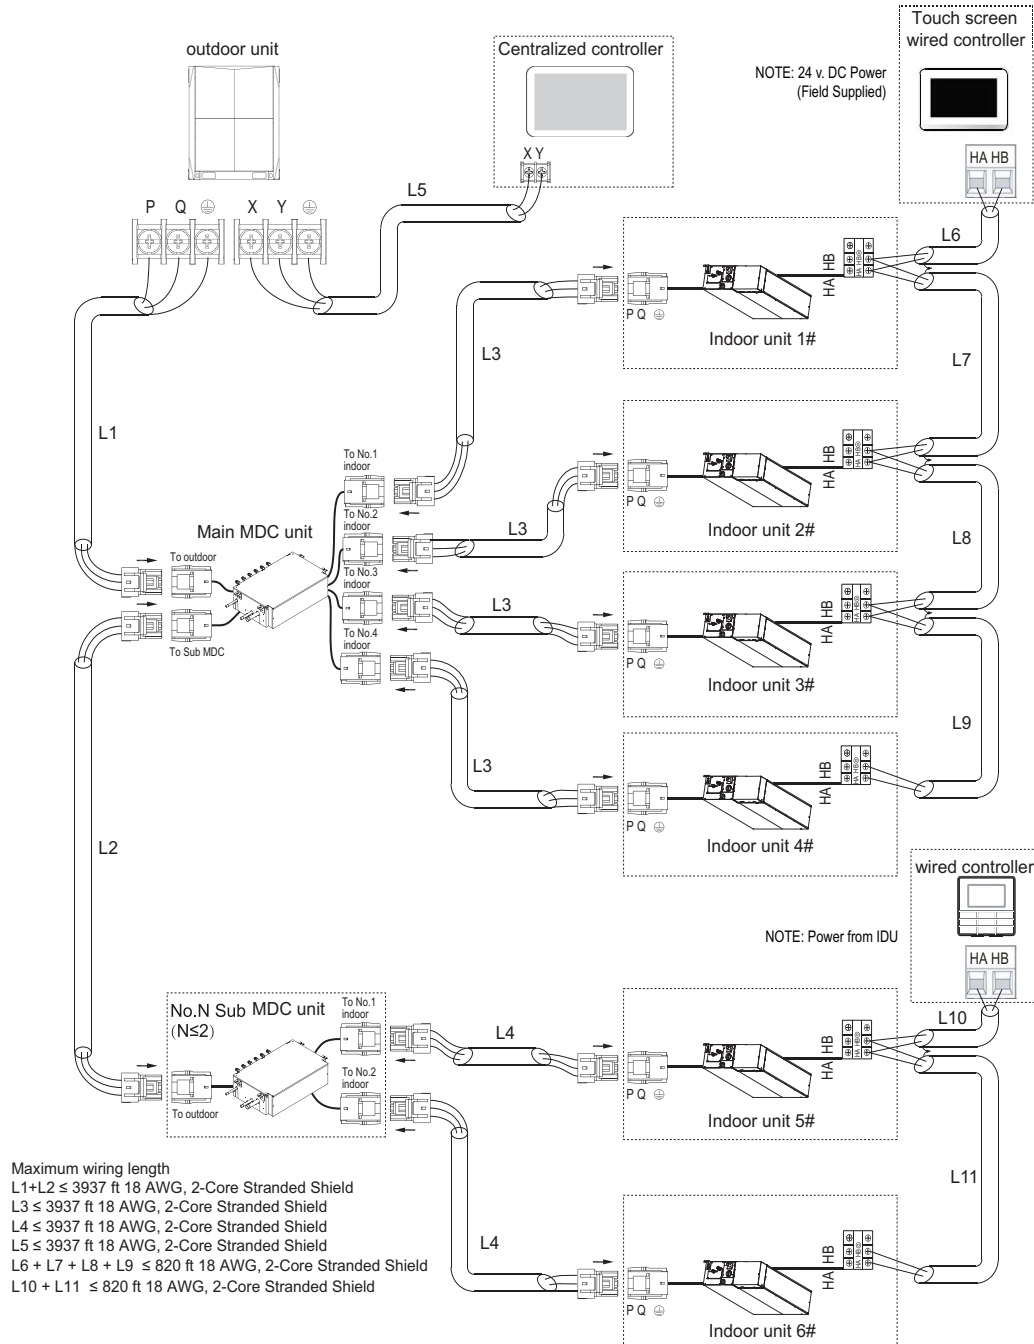 Touch screen
wired controller
outdoor unit
Centralized controller
NOTE: 24 v. DC Power
(Field Supplied)
X Y
HA HB
L5
P Q ⏚ X Y ⏚
L6
HB
HA
P Q ⏚
Indoor unit 1#
L3
L7
L1
To No.1
indoor
HB
HA
To No.2
indoor
P Q ⏚
Main MDC unit
L3
Indoor unit 2#
L8
To outdoor
To No.3
indoor
L3
HB
HA
To No.4
indoor
To Sub MDC
P Q ⏚
Indoor unit 3#
L9
L3
HB
HA
P Q ⏚
Indoor unit 4#
L2
wired controller
NOTE: Power from IDU
HA HB
No.N Sub MDC unit
(N≤2)
To No.1
indoor
L4
L10
HB
HA
To No.2
indoor
P Q ⏚
To outdoor
Indoor unit 5#
L11
Maximum wiring length
L1+L2 ≤ 3937 ft 18 AWG, 2-Core Stranded Shield
L3 ≤ 3937 ft 18 AWG, 2-Core Stranded Shield
L4 ≤ 3937 ft 18 AWG, 2-Core Stranded Shield
L5 ≤ 3937 ft 18 AWG, 2-Core Stranded Shield
L6 + L7 + L8 + L9 ≤ 820 ft 18 AWG, 2-Core Stranded Shield
L10 + L11 ≤ 820 ft 18 AWG, 2-Core Stranded Shield
L4
HB
HA
P Q ⏚
Indoor unit 6#